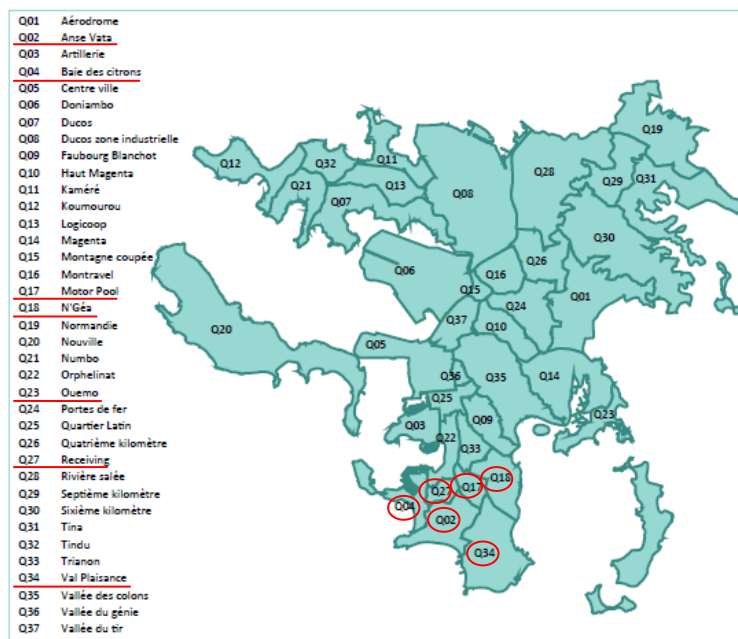 Q01 Aérodrome
Q02 Anse Vata
Q03 Artillerie
Q04 Baie des citrons
Q05 Centre ville
Q06 Doniambo
Q07 Ducos
Q08 Ducos zone industrielle
Q09 Faubourg Blanchot
Q10 Haut Magenta
Q11 Kaméré
Q12 Koumourou
Q13 Logicoop
Q14 Magenta
Q15 Montagne coupée
Q16 Montravel
Q17 Motor Pool
Q18 N'Géa
Q19 Normandie
Q20 Nouville
Q21 Numbo
Q22 Orphelinat
Q23 Ouemo
Q24 Portes de fer
Q25 Quartier Latin
Q26 Quatrième kilomètre
Q27 Receiving
Q28 Rivière salée
Q29 Septième kilomètre
Q30 Sixième kilomètre
Q31 Tina
Q32 Tindu
Q33 Trianon
Q34 Val Plaisance
Q35 Vallée des colons
Q36 Vallée du génie
Q37 Vallée du tir
Q19
Q12 Q32 Q11 Q28
Q21 Q13 Q29 Q31
Q07 Q08
Q30
Q06 Q16 Q26
Q15 Q01
Q24
Q20 Q37 Q10
Q05
Q36 Q35 Q14
Q25
Q03 Q09 Q23
Q22
Q33
Q27 Q17 Q18
Q04
Q02
Q34